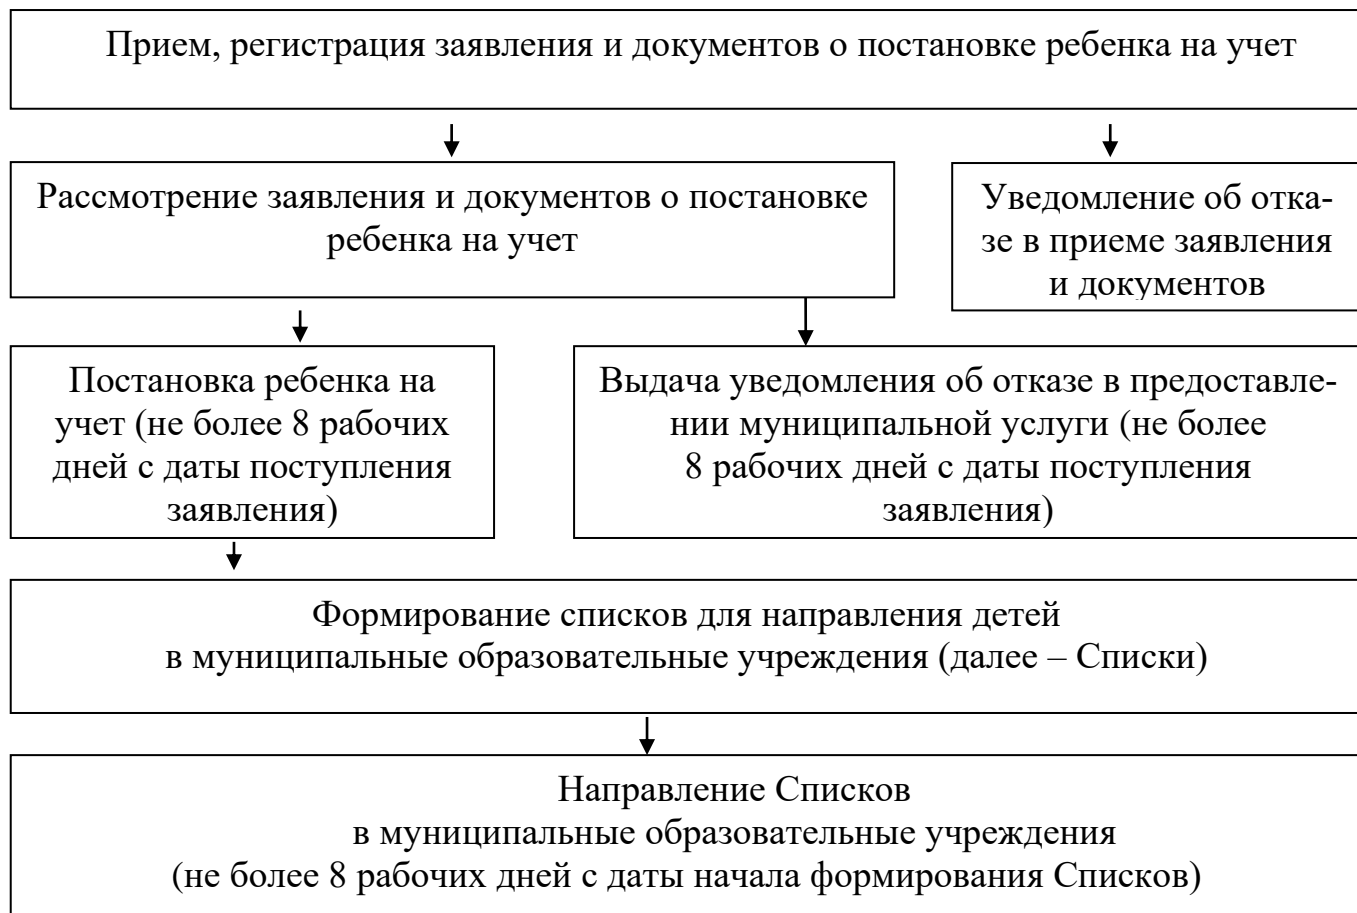 Прием, регистрация заявления и документов о постановке ребенка на учет
Рассмотрение заявления и документов о постановке
ребенка на учет
Уведомление об отка-
зе в приеме заявления
и документов
Постановка ребенка на
учет (не более 8 рабочих
дней с даты поступления
заявления)
Выдача уведомления об отказе в предоставле-
нии муниципальной услуги (не более
8 рабочих дней с даты поступления
заявления)
Формирование списков для направления детей
в муниципальные образовательные учреждения (далее – Списки)
Направление Списков
в муниципальные образовательные учреждения
(не более 8 рабочих дней с даты начала формирования Списков)